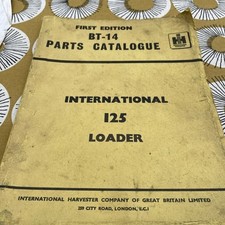 FIRST EDITION
BT-14
PARTS CATALOGUE
INTERNATIONAL
125
LOADER
INTERNATIONAL HARVESTER COMPANY OF GREAT BRITAIN LIMITED
259 CITY ROAD, LONDON, E.C.1